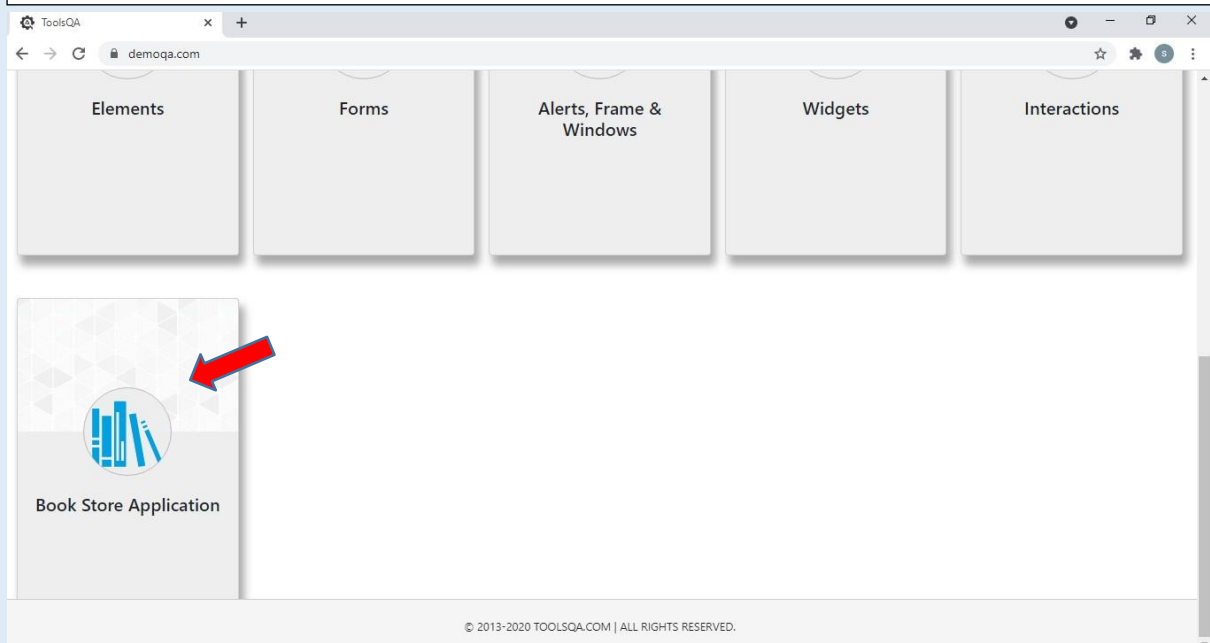 ToolsQA
demoqa.com
S
Elements
Forms
Alerts, Frame &
Windows
Widgets
Interactions
Book Store Application
© 2013-2020 TOOLSQA.COM | ALL RIGHTS RESERVED.